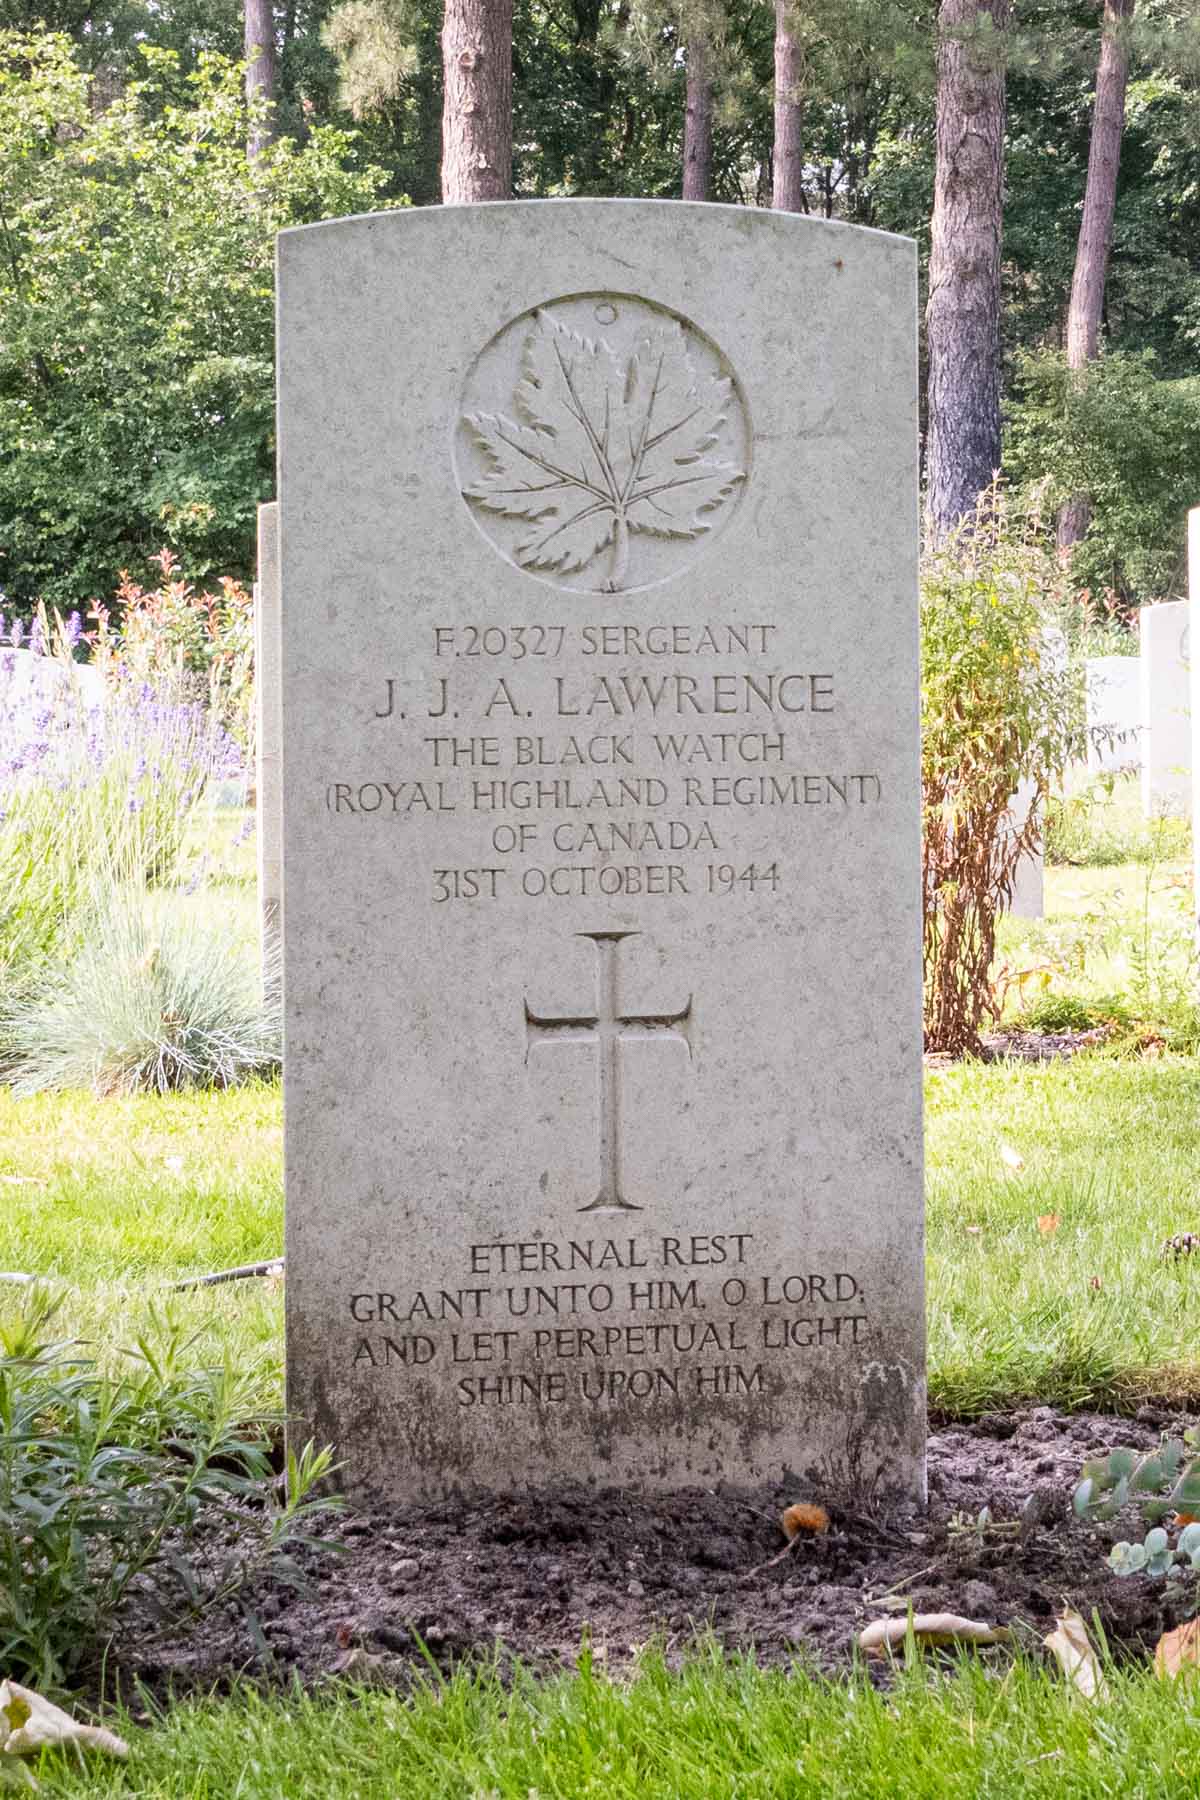 F.20327 SERGEANT
J. J. A. LAWRENCE
THE BLACK WATCH
(ROYAL HIGHLAND REGIMENT)
OF CANADA
31ST OCTOBER 1944
ETERNAL REST
GRANT UNTO HIM, O LORD;
AND LET PERPETUAL LIGHT
SHINE UPON HIM